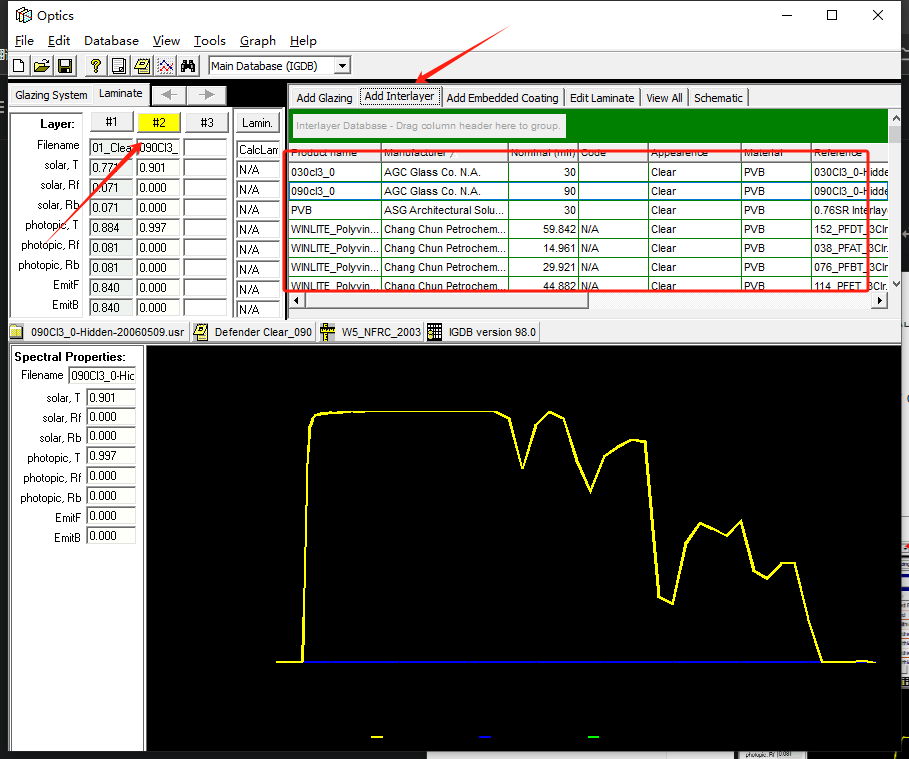 Optics
File Edit Database View Tools Graph Help
Main Database (IGDB)
Glazing System Laminate
Add Glazing Add Interlayer Add Embedded Coating Edit Laminate View All Schematic
Layer: #1 #2 #3 Lamin.
Interlayer Database - Drag column header here to group.
Filename 01_Clea 090Cl3_ CalcLam
solar, T 0.771 0.901 N/A
solar, Rf 0.071 0.000 N/A
solar, Rb 0.071 0.000 N/A
photopic, T 0.884 0.997 N/A
photopic, Rf 0.081 0.000 N/A
photopic, Rb 0.081 0.000 N/A
EmitF 0.840 0.000 N/A
EmitB 0.840 0.000 N/A
Product name Manufacturer Nominal (mil) Code Appearence Material Reference
030cl3_0 AGC Glass Co. N.A. 30 Clear PVB 030Cl3_0-Hidde
090cl3_0 AGC Glass Co. N.A. 90 Clear PVB 090Cl3_0-Hidde
PVB ASG Architectural Solu... 30 Clear PVB 0.76SR Interlay
WINLITE_Polyvin... Chang Chun Petrochem... 59.842 N/A Clear PVB 152_PFDT_3Clr.
WINLITE_Polyvin... Chang Chun Petrochem... 14.961 N/A Clear PVB 038_PFAT_3Clr.
WINLITE_Polyvin... Chang Chun Petrochem... 29.921 N/A Clear PVB 076_PFBT_3Clr.
WINLITE_Polyvin... Chang Chun Petrochem... 44.882 N/A Clear PVB 114_PFET_3Clr.
090Cl3_0-Hidden-20060509.usr Defender Clear_090 W5_NFRC_2003 IGDB version 98.0
Spectral Properties:
Filename 090Cl3_0-Hic
solar, T 0.901
solar, Rf 0.000
solar, Rb 0.000
photopic, T 0.997
photopic, Rf 0.000
photopic, Rb 0.000
EmitF 0.000
EmitB 0.000
photopic, Rf 0.081